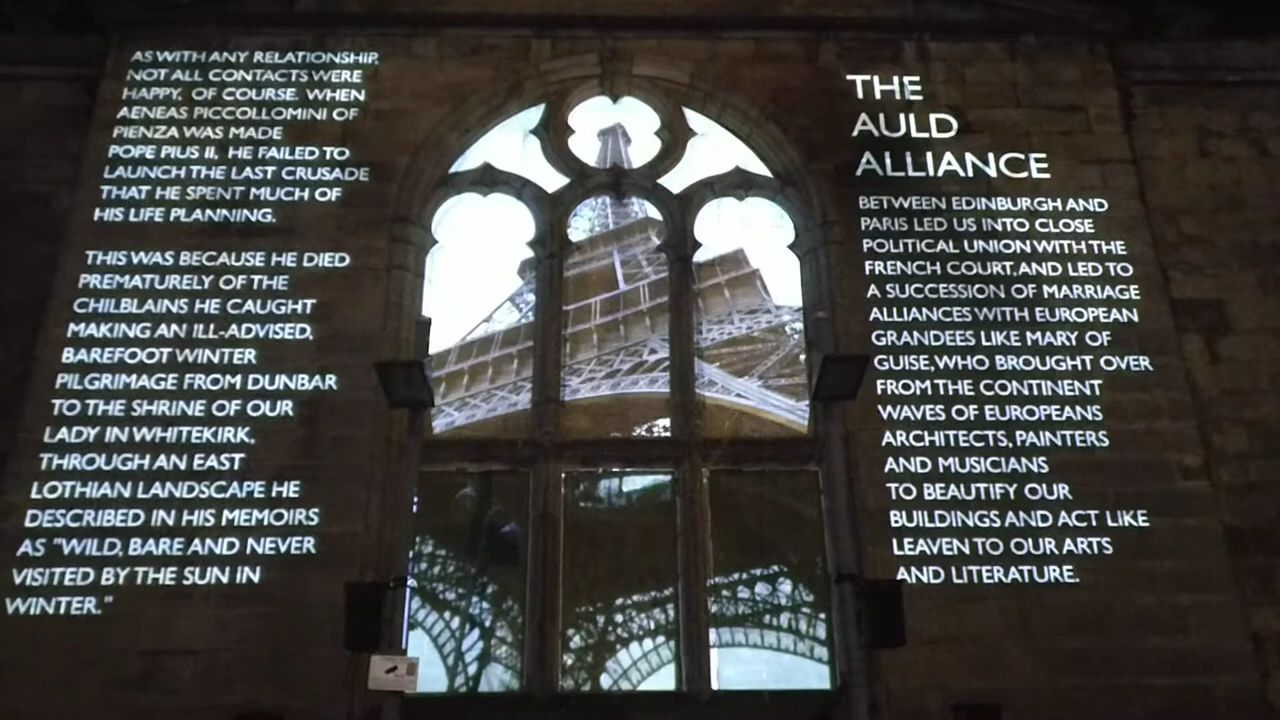 AS WITH ANY RELATIONSHIP,
NOT ALL CONTACTS WERE
HAPPY, OF COURSE. WHEN
AENEAS PICCOLLOMINI OF
PIENZA WAS MADE
POPE PIUS II, HE FAILED TO
LAUNCH THE LAST CRUSADE
THAT HE SPENT MUCH OF
HIS LIFE PLANNING.
THIS WAS BECAUSE HE DIED
PREMATURELY OF THE
CHILBLAINS HE CAUGHT
MAKING AN ILL-ADVISED,
BAREFOOT WINTER
PILGRIMAGE FROM DUNBAR
TO THE SHRINE OF OUR
LADY IN WHITEKIRK,
THROUGH AN EAST
LOTHIAN LANDSCAPE HE
DESCRIBED IN HIS MEMOIRS
AS "WILD, BARE AND NEVER
VISITED BY THE SUN IN
WINTER."
THE
AULD
ALLIANCE
BETWEEN EDINBURGH AND
PARIS LED US INTO CLOSE
POLITICAL UNION WITH THE
FRENCH COURT, AND LED TO
A SUCCESSION OF MARRIAGE
ALLIANCES WITH EUROPEAN
GRANDEES LIKE MARY OF
GUISE, WHO BROUGHT OVER
FROM THE CONTINENT
WAVES OF EUROPEANS
ARCHITECTS, PAINTERS
AND MUSICIANS
TO BEAUTIFY OUR
BUILDINGS AND ACT LIKE
LEAVEN TO OUR ARTS
AND LITERATURE.